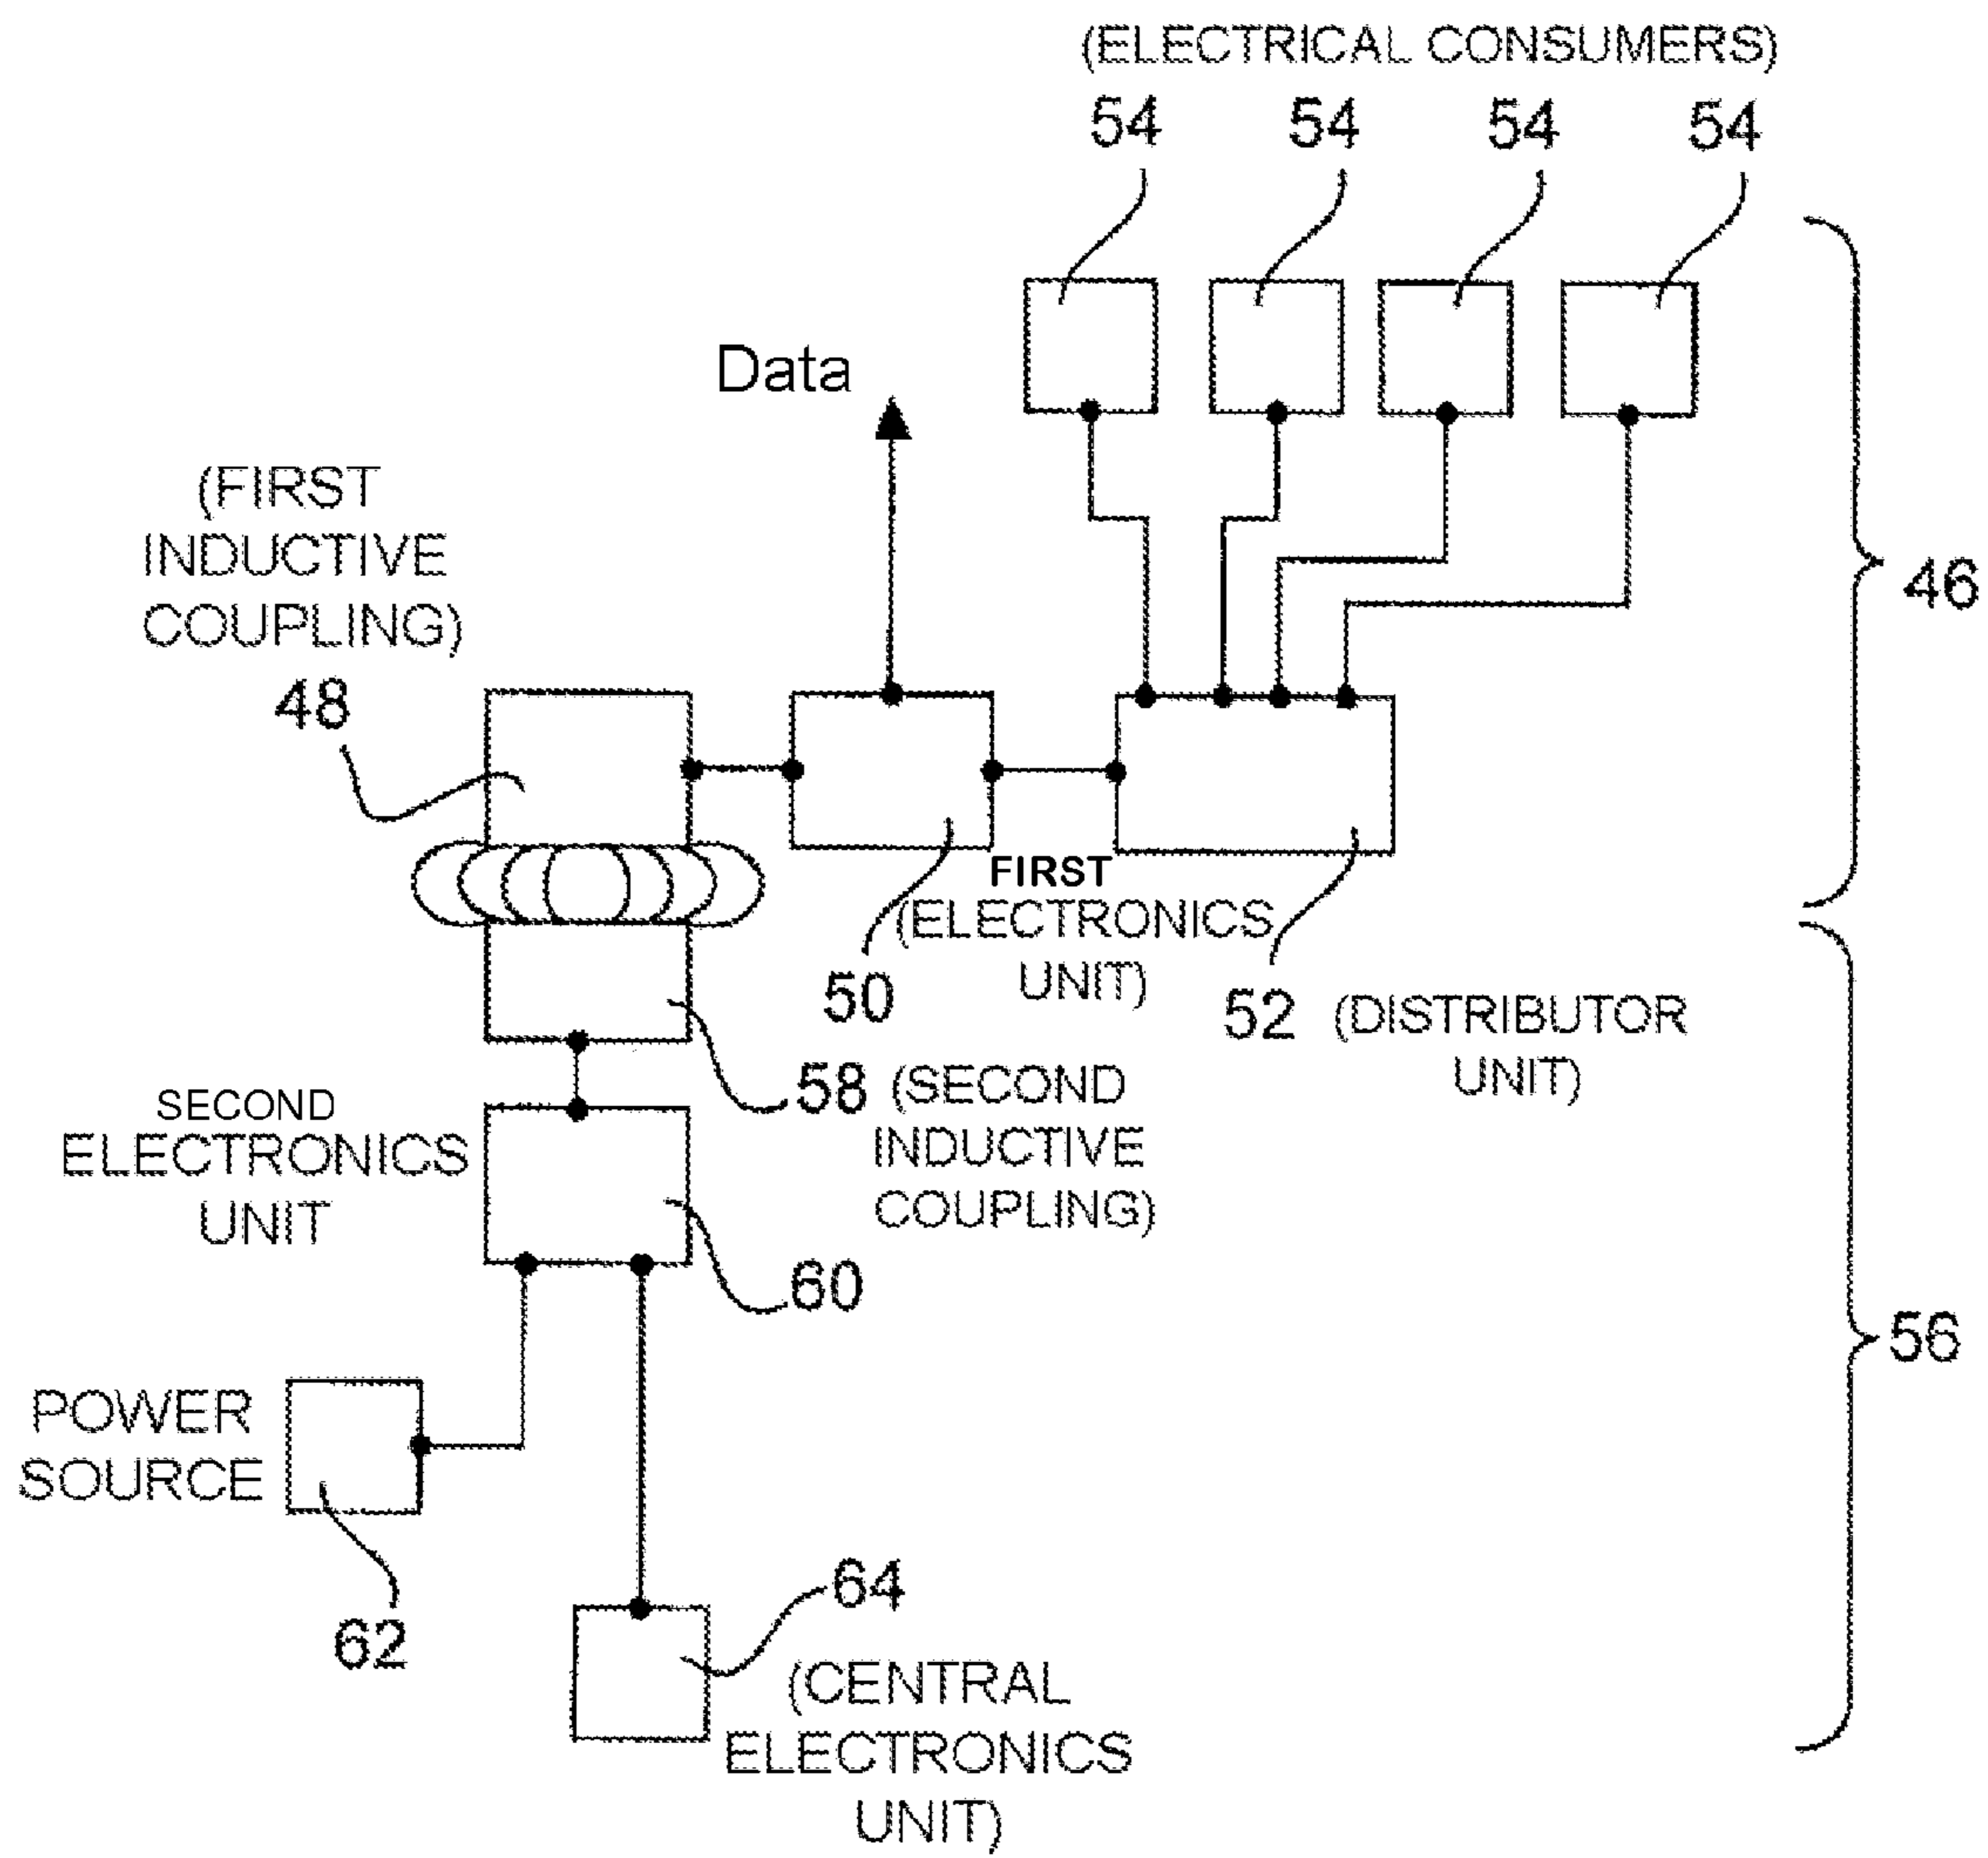 (ELECTRICAL CONSUMERS)
54 54 54 54
Data
(FIRST
INDUCTIVE
COUPLING)
48
46
FIRST
(ELECTRONICS
UNIT)
50
52 (DISTRIBUTOR
UNIT)
58 (SECOND
INDUCTIVE
COUPLING)
SECOND
ELECTRONICS
UNIT
60
56
POWER
SOURCE
62
64
(CENTRAL
ELECTRONICS
UNIT)